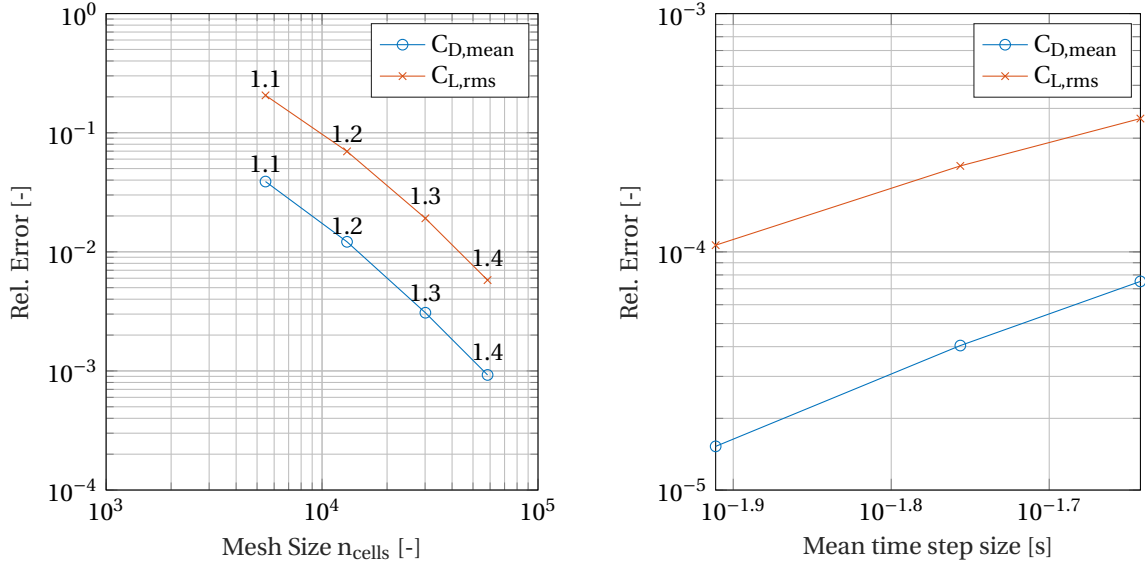 10^0
10^−1
10^−2
10^−3
10^−4
Rel. Error [-]
C_D,mean
C_L,rms
1.1
1.2
1.1
1.3
1.2
1.4
1.3
1.4
10^3
10^4
10^5
Mesh Size n_cells [-]
10^−3
10^−4
10^−5
Rel. Error [-]
C_D,mean
C_L,rms
10^−1.9
10^−1.8
10^−1.7
Mean time step size [s]